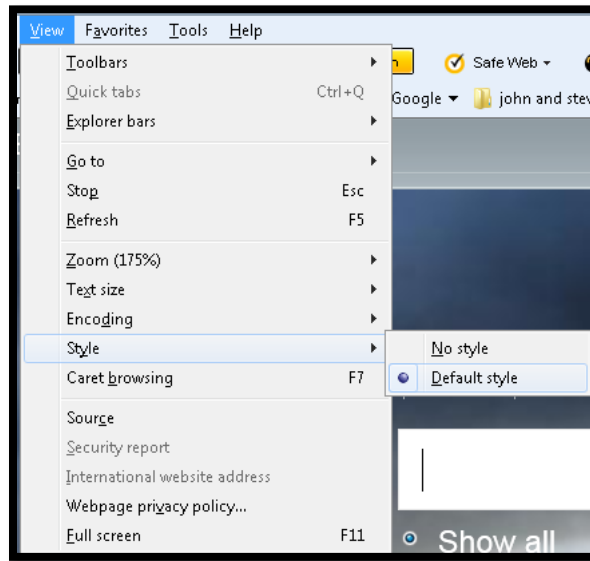 View Favorites Tools Help
Toolbars
Safe Web
Quick tabs Ctrl+Q
Google john and
Explorer bars
Go to
Stop Esc
Refresh F5
Zoom (175%)
Text size
Encoding
Style
No style
Caret browsing F7
Default style
Source
Security report
International website address
Webpage privacy policy...
Full screen F11
Show all